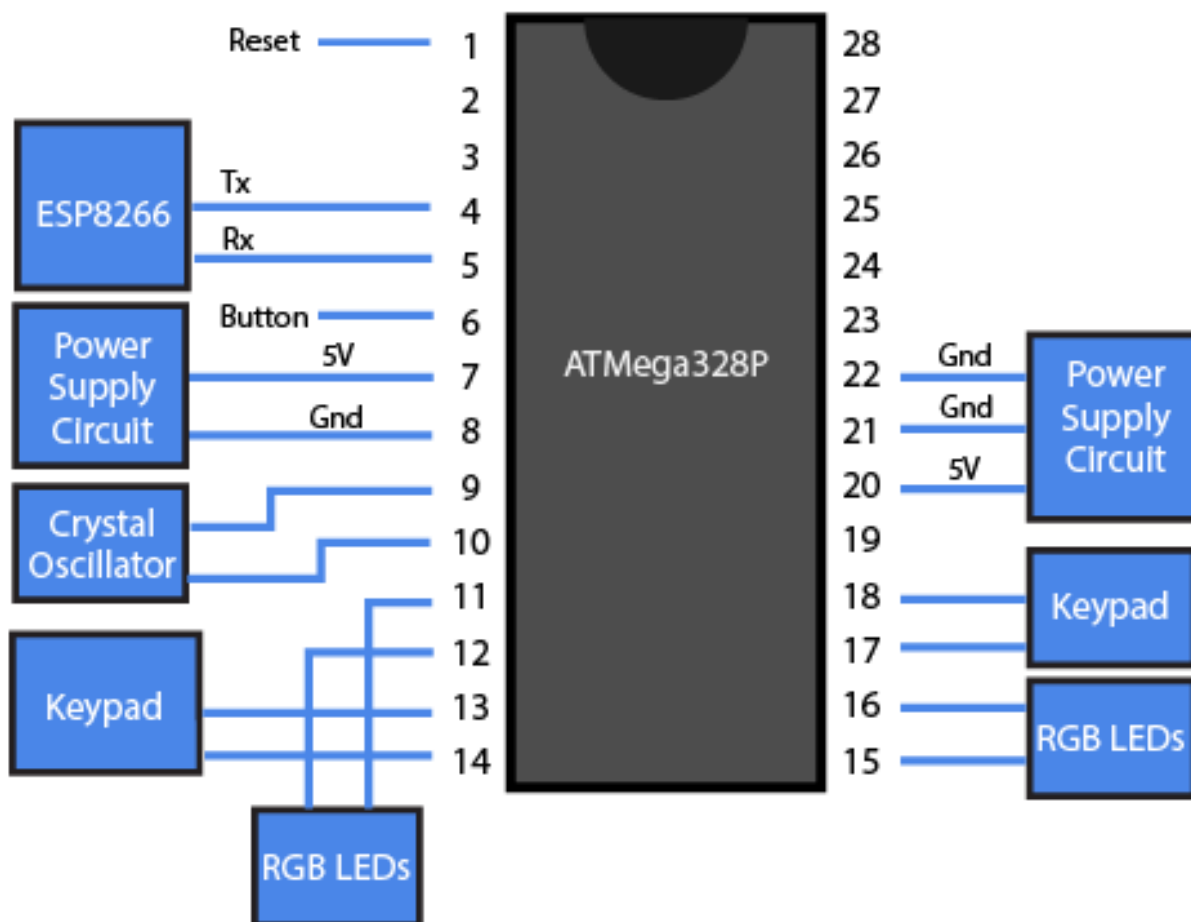 Reset
1
28
2
27
3
26
ESP8266
Tx
4
25
Rx
5
24
Button
6
23
Power
Supply
Circuit
5V
7
ATMega328P
22
Gnd
Power
Supply
Circuit
Gnd
8
21
Gnd
9
20
5V
Crystal
Oscillator
10
19
11
18
Keypad
12
17
Keypad
13
16
14
15
RGB LEDs
RGB LEDs